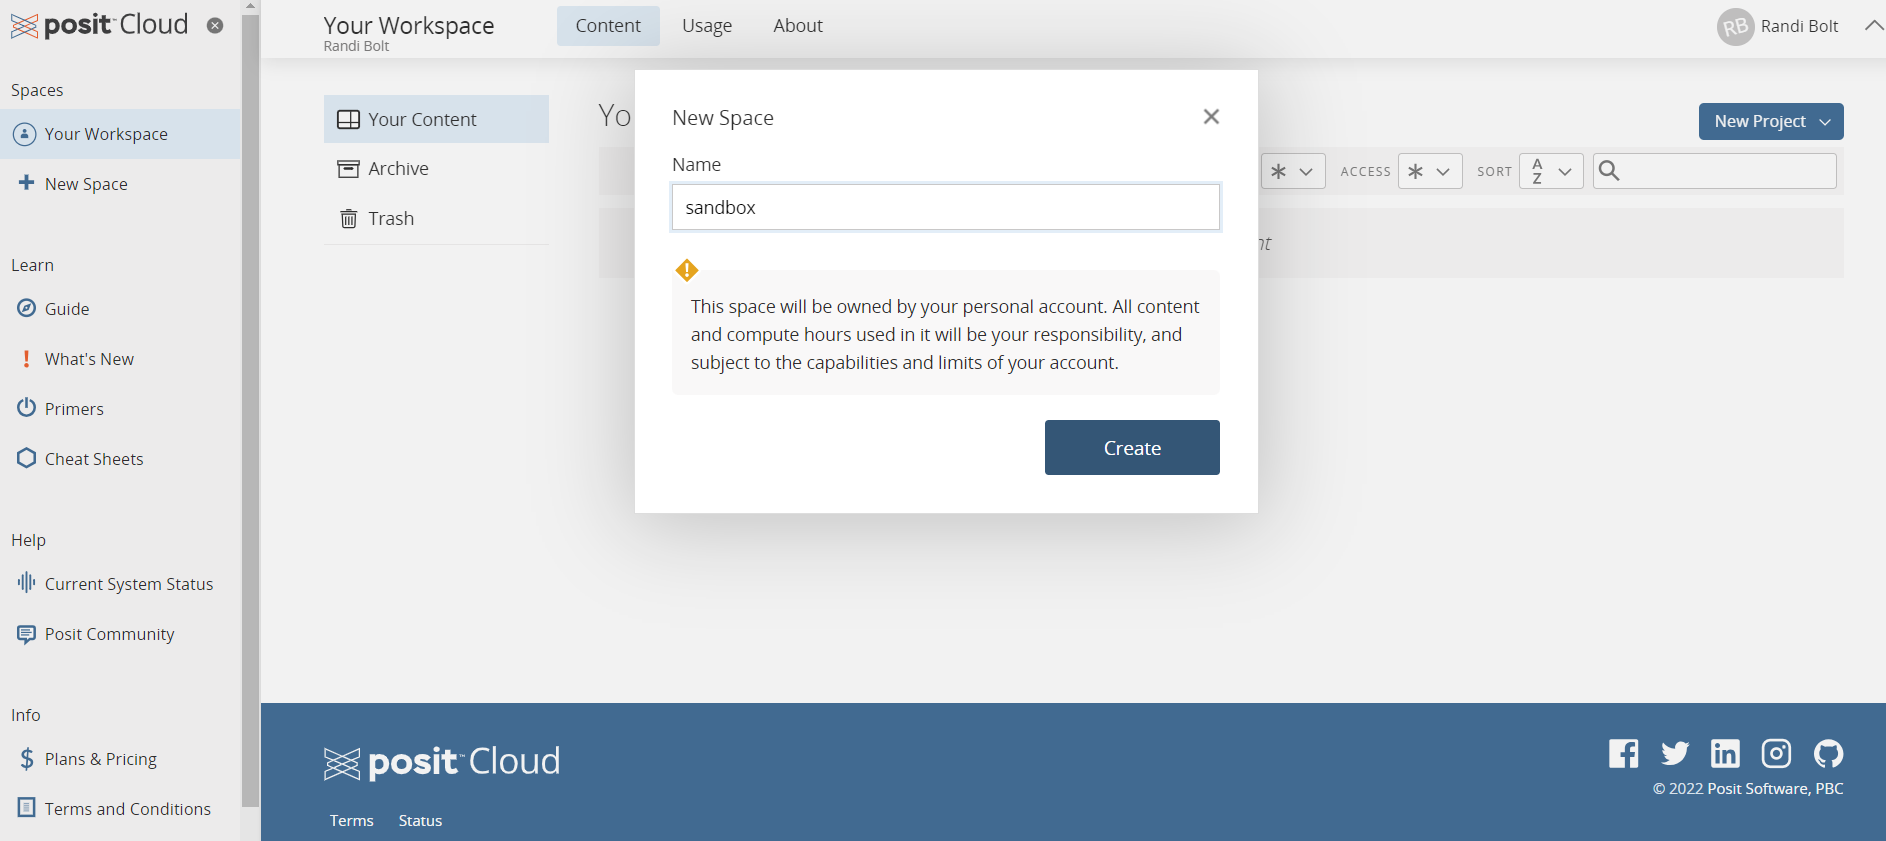 posit™ Cloud
Spaces
Your Workspace
New Space
Learn
Guide
What's New
Primers
Cheat Sheets
Help
Current System Status
Posit Community
Info
Plans & Pricing
Terms and Conditions
Your Workspace
Randi Bolt
Content
Usage
About
RB
Randi Bolt
Your Content
Archive
Trash
Yo
New Project
ACCESS
SORT
A
Z
nt
New Space
Name
sandbox
This space will be owned by your personal account. All content
and compute hours used in it will be your responsibility, and
subject to the capabilities and limits of your account.
Create
posit™ Cloud
Terms
Status
© 2022 Posit Software, PBC